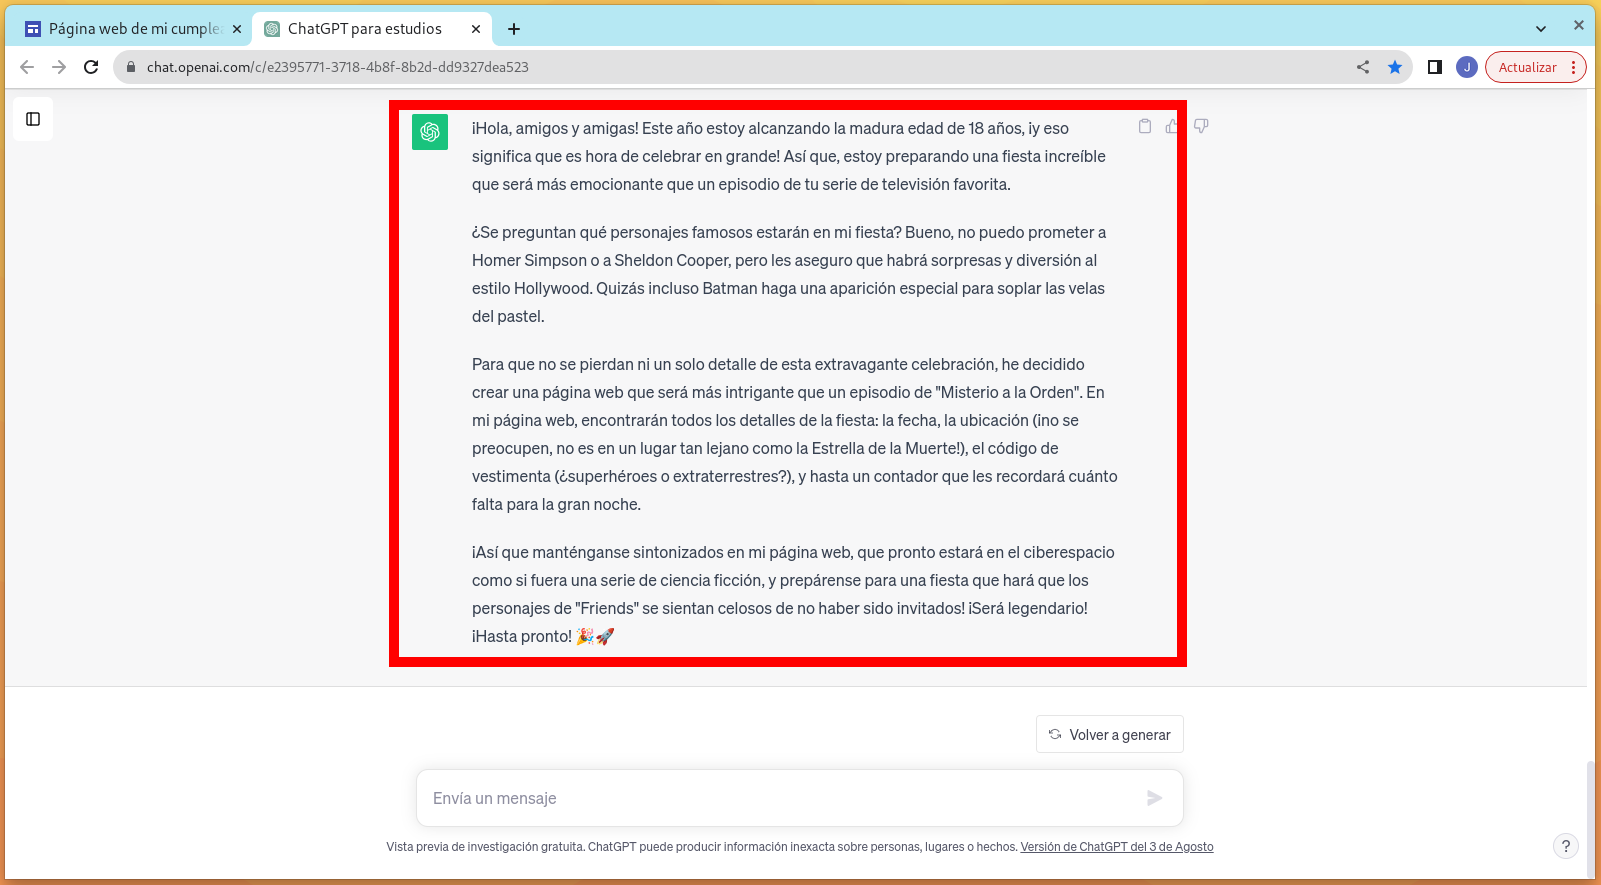 Página web de mi cumple
ChatGPT para estudios
chat.openai.com/c/e2395771-3718-4b8f-8b2d-dd9327dea523
J
Actualizar
¡Hola, amigos y amigas! Este año estoy alcanzando la madura edad de 18 años, ¡y eso
significa que es hora de celebrar en grande! Así que, estoy preparando una fiesta increíble
que será más emocionante que un episodio de tu serie de televisión favorita.
¿Se preguntan qué personajes famosos estarán en mi fiesta? Bueno, no puedo prometer a
Homer Simpson o a Sheldon Cooper, pero les aseguro que habrá sorpresas y diversión al
estilo Hollywood. Quizás incluso Batman haga una aparición especial para soplar las velas
del pastel.
Para que no se pierdan ni un solo detalle de esta extravagante celebración, he decidido
crear una página web que será más intrigante que un episodio de "Misterio a la Orden". En
mi página web, encontrarán todos los detalles de la fiesta: la fecha, la ubicación (¡no se
preocupen, no es en un lugar tan lejano como la Estrella de la Muerte!), el código de
vestimenta (¿superhéroes o extraterrestres?), y hasta un contador que les recordará cuánto
falta para la gran noche.
¡Así que manténganse sintonizados en mi página web, que pronto estará en el ciberespacio
como si fuera una serie de ciencia ficción, y prepárense para una fiesta que hará que los
personajes de "Friends" se sientan celosos de no haber sido invitados! ¡Será legendario!
¡Hasta pronto! 🎉🚀
Volver a generar
Envía un mensaje
Vista previa de investigación gratuita. ChatGPT puede producir información inexacta sobre personas, lugares o hechos. Versión de ChatGPT del 3 de Agosto
?